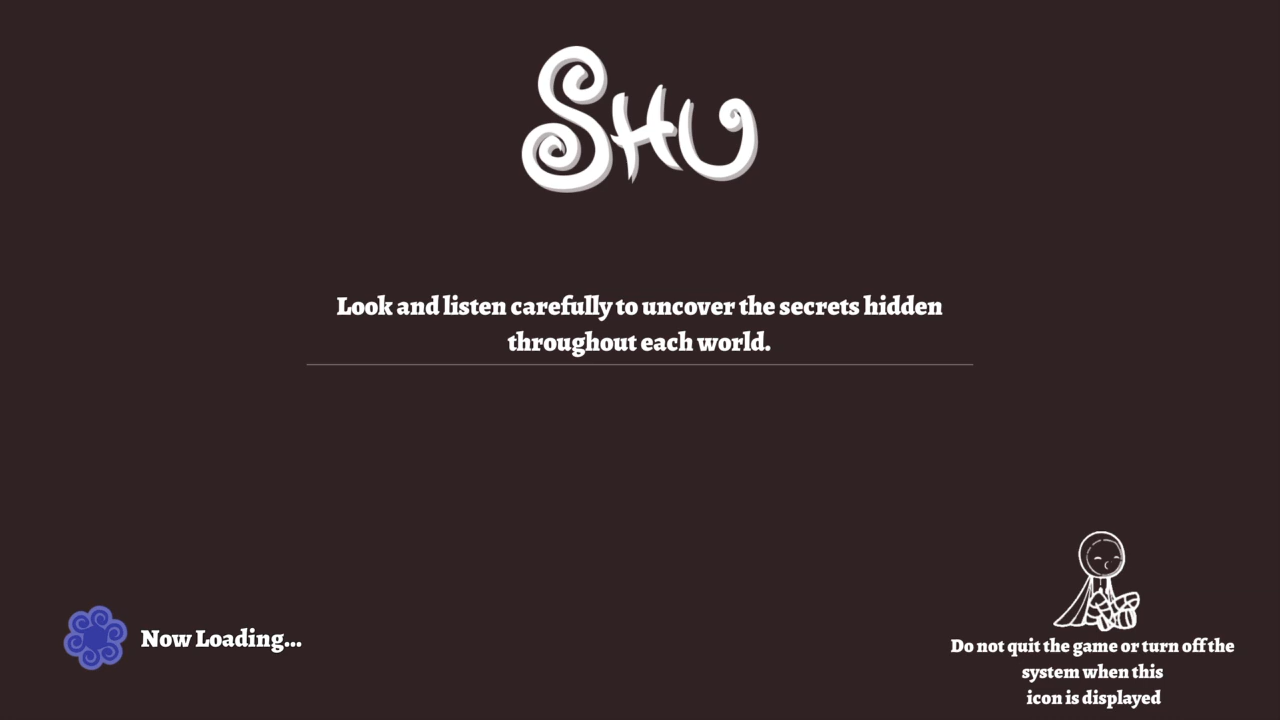 SHU
Look and listen carefully to uncover the secrets hidden
throughout each world.
Now Loading...
Do not quit the game or turn off the
system when this
icon is displayed